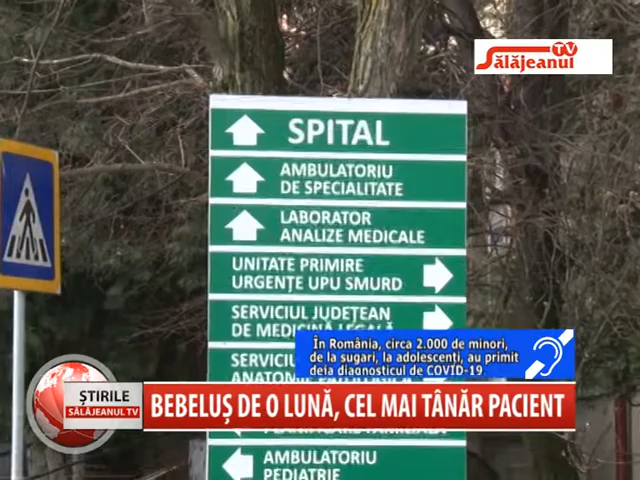 Sălăjeanul TV
SPITAL
AMBULATORIU
DE SPECIALITATE
LABORATOR
ANALIZE MEDICALE
UNITATE PRIMIRE
URGENȚE UPU SMURD
SERVICIUL JUDEȚEAN
DE MEDICINĂ LEGALĂ
În România, circa 2.000 de minori,
de la sugari, la adolescenți, au primit
deja diagnosticul de COVID-19.
SERVICIUL
ȘTIRILE
SĂLĂJEANUL TV
BEBELUȘ DE O LUNĂ, CEL MAI TÂNĂR PACIENT
AMBULATORIU
PEDIATRIE